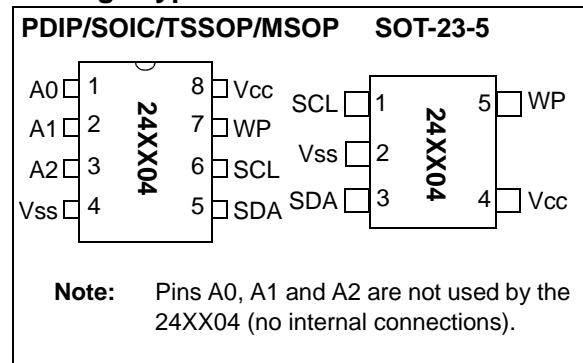 PDIP/SOIC/TSSOP/MSOP SOT-23-5
A0 1 8 Vcc
A1 2 7 WP
A2 3 6 SCL
Vss 4 5 SDA
24XX04
SCL 1 5 WP
Vss 2
SDA 3 4 Vcc
24XX04
Note: Pins A0, A1 and A2 are not used by the
24XX04 (no internal connections).